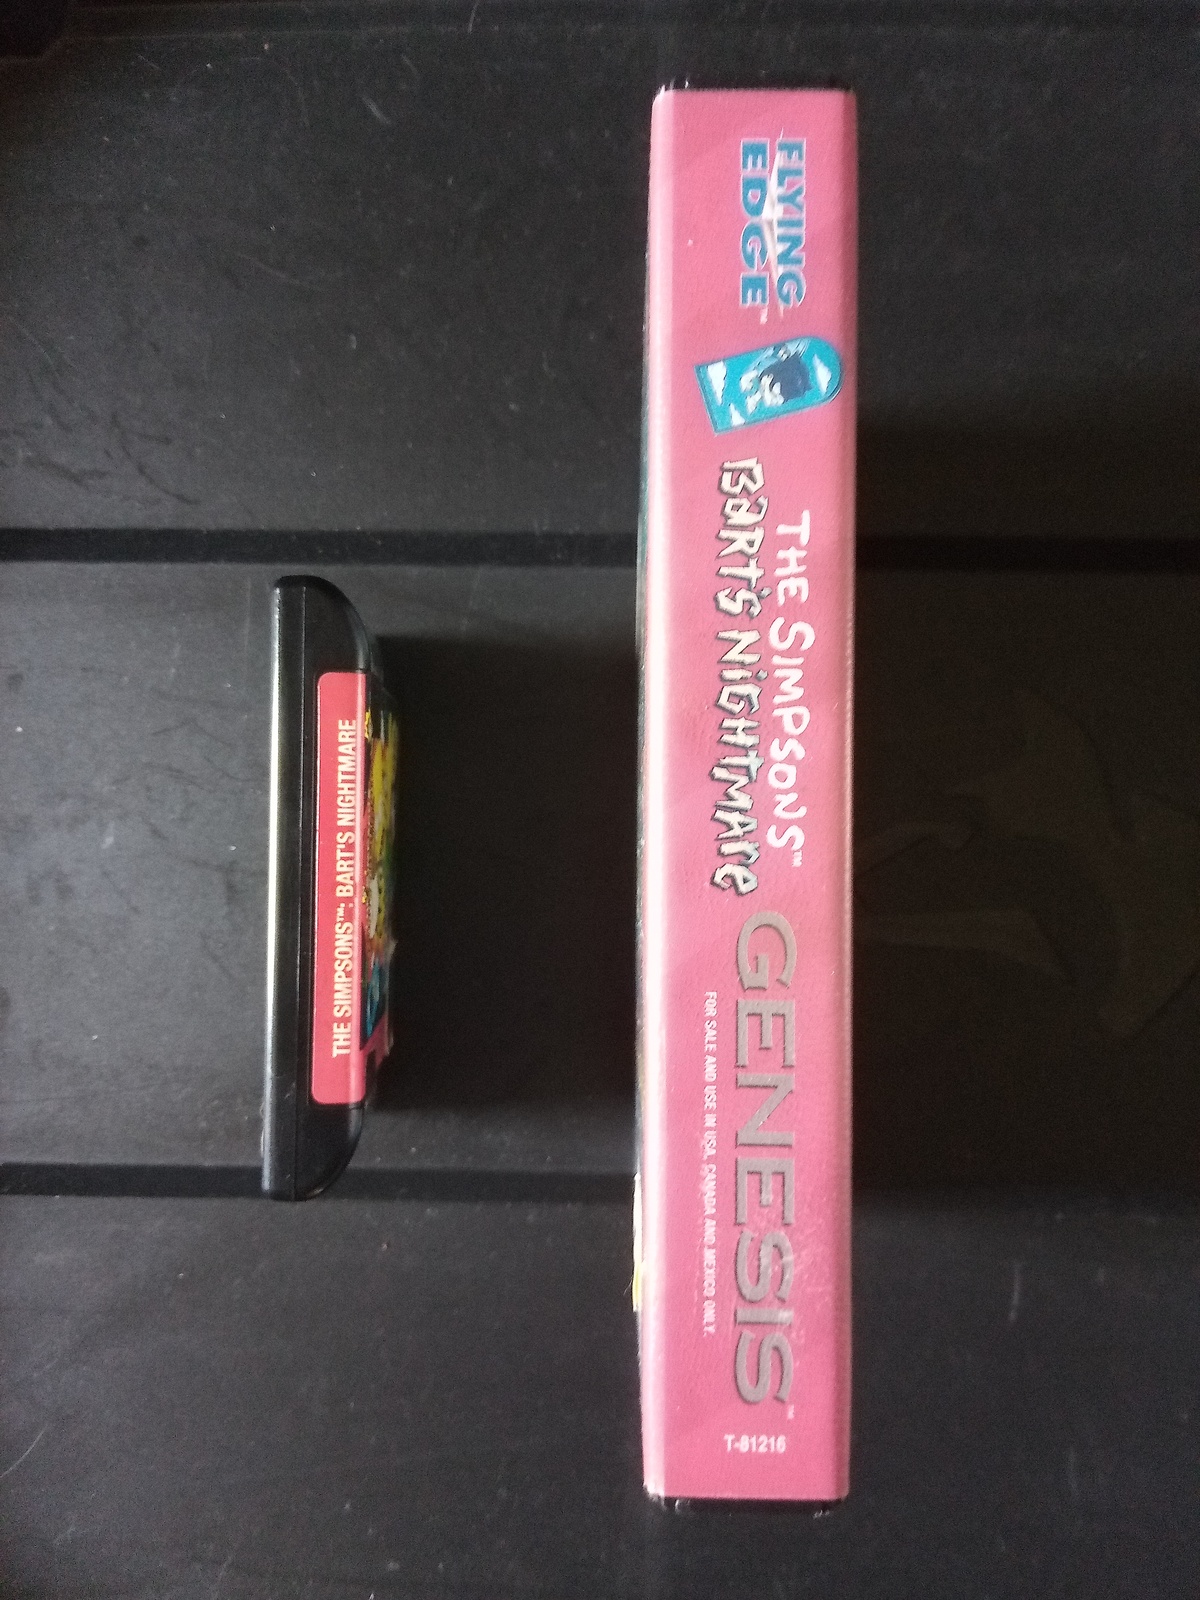 THE SIMPSONS™: BART'S NIGHTMARE
FLYING
EDGE™
THE SIMPSONS™
BART'S NIGHTMARE
GENESIS™
FOR SALE AND USE IN USA, CANADA AND MEXICO ONLY.
T-81216